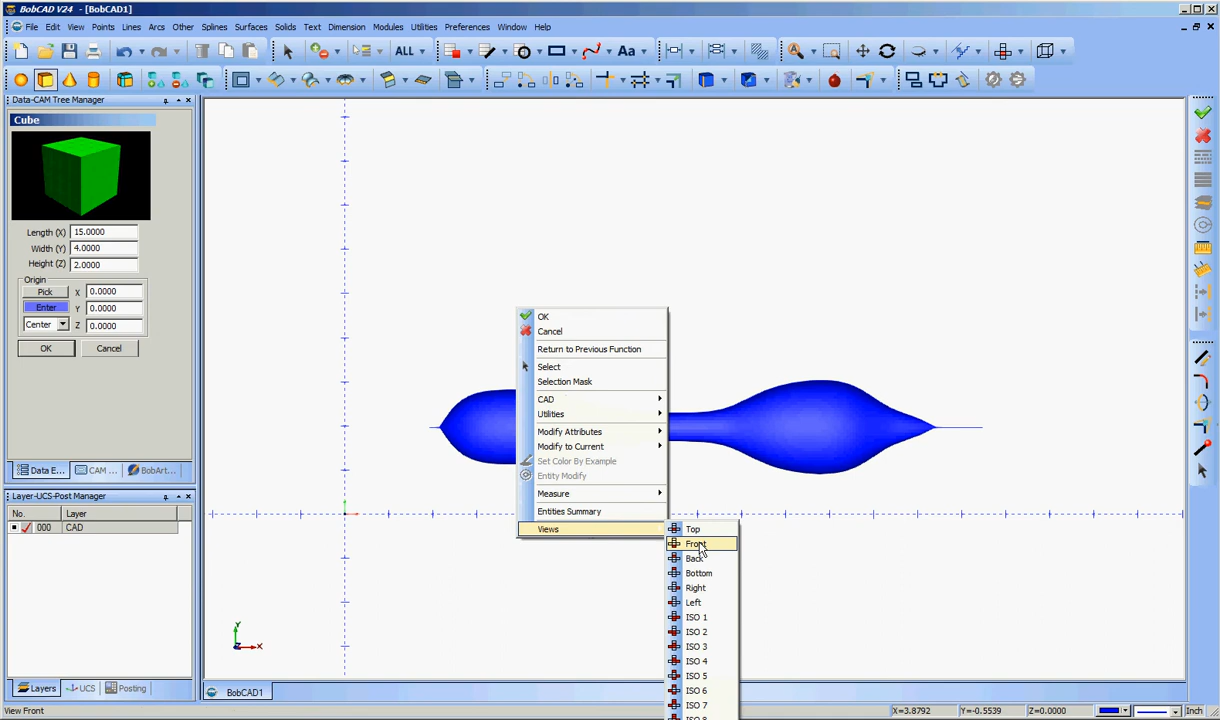 BobCAD V24 - [BobCAD1]
File Edit View Points Lines Arcs Other Splines Surfaces Solids Text Dimension Modules Utilities Preferences Window Help
ALL Aa
Data-CAM Tree Manager
Cube
Length (X) 15.0000
Width (Y) 4.0000
Height (Z) 2.0000
Origin
Pick X 0.0000
Enter Y 0.0000
Center Z 0.0000
OK Cancel
Data E... CAM ... BobArt...
Layer-UCS-Post Manager
No. Layer
000 CAD
Layers UCS Posting
OK
Cancel
Return to Previous Function
Select
Selection Mask
CAD
Utilities
Modify Attributes
Modify to Current
Set Color By Example
Entity Modify
Measure
Entities Summary
Views
Top
Front
Back
Bottom
Right
Left
ISO 1
ISO 2
ISO 3
ISO 4
ISO 5
ISO 6
ISO 7
ISO 8
Y
Z X
BobCAD1
View Front X=3.8792 Y=-0.5539 Z=0.0000 Inch